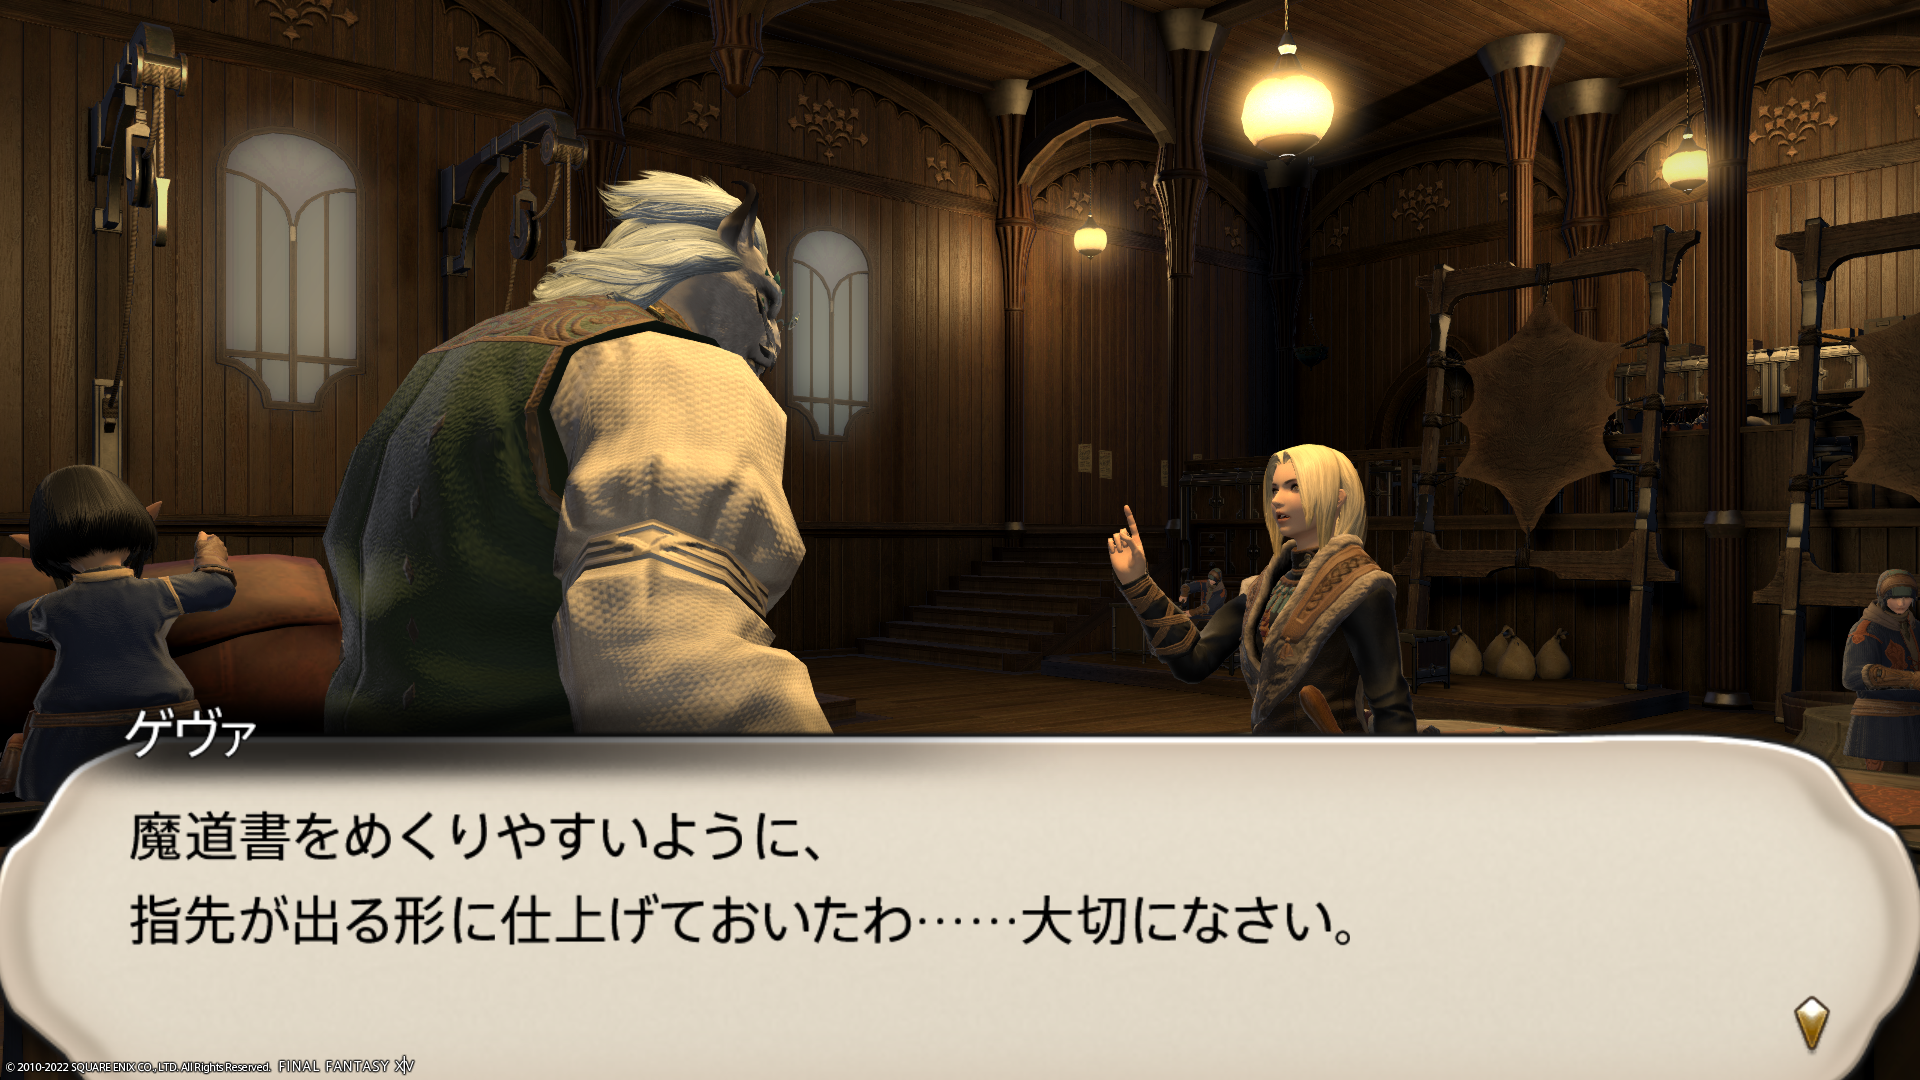 ゲヴァ
魔道書をめくりやすいように、
指先が出る形に仕上げておいたわ……大切になさい。
© 2010-2022 SQUARE ENIX CO., LTD. All Rights Reserved. FINAL FANTASY XIV